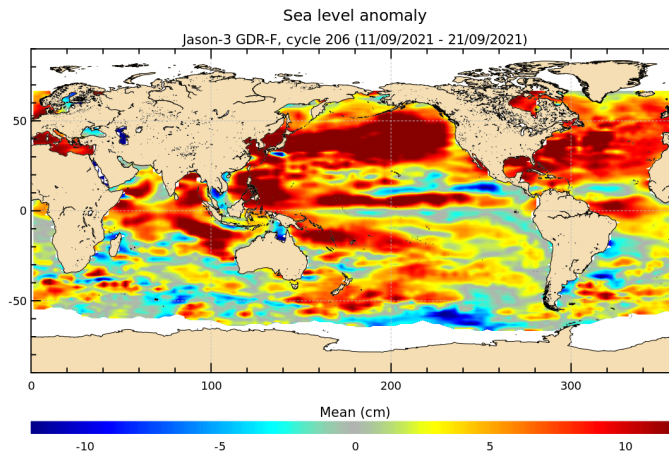 Sea level anomaly
Jason-3 GDR-F, cycle 206 (11/09/2021 - 21/09/2021)
50
0
-50
0 100 200 300
Mean (cm)
-10 -5 0 5 10